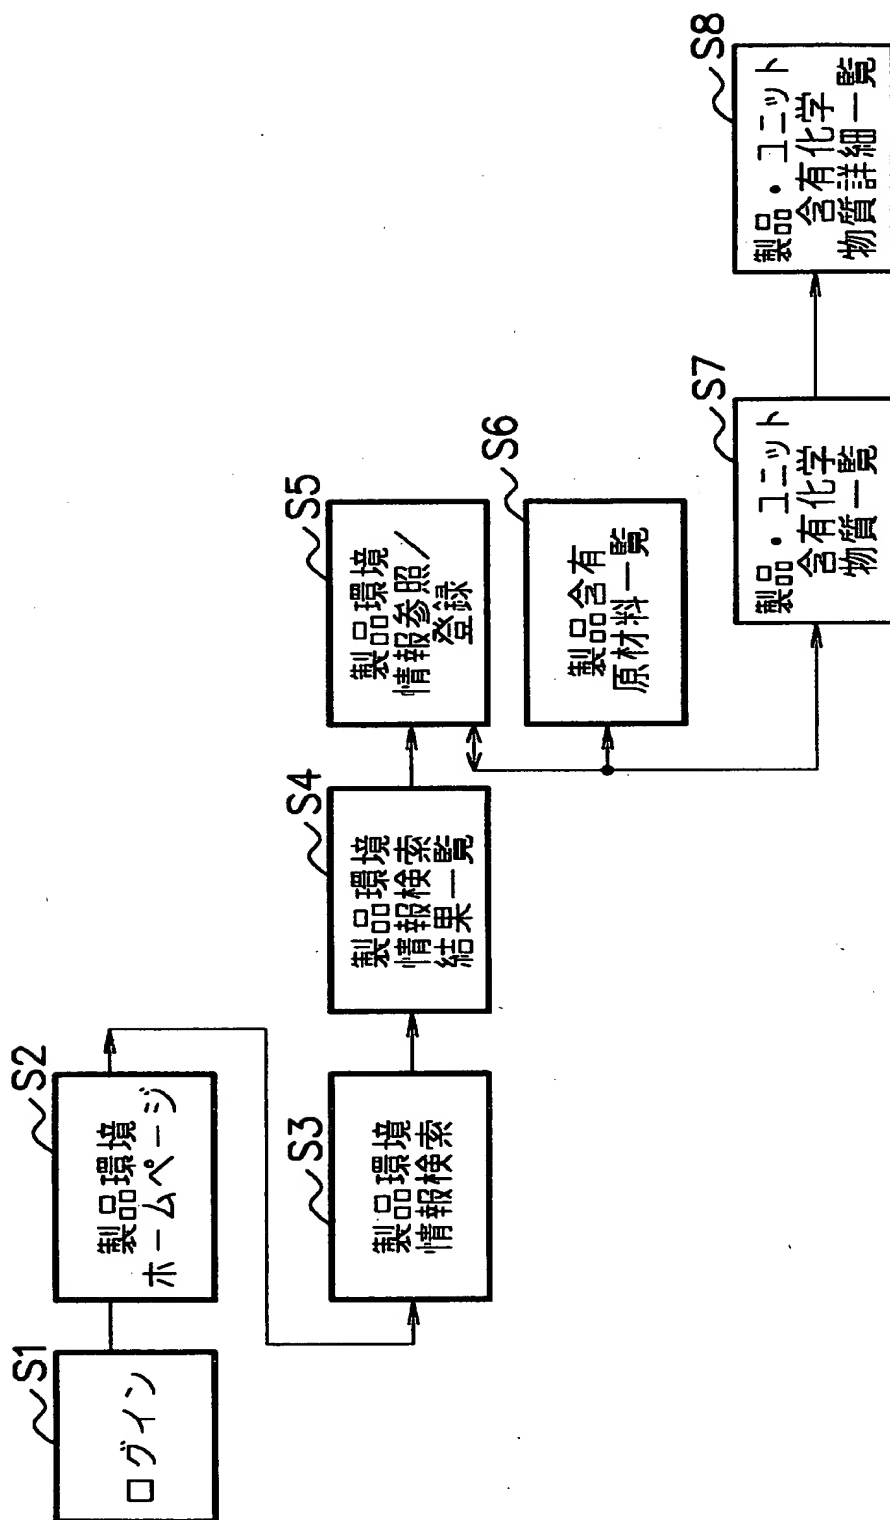 S1
ログイン
S2
製品環境
ホームページ
S3
製品環境
情報検索
S4
製品環境
情報検索
結果一覧
S5
製品環境
情報参照／
登録
S6
製品含有
原材料一覧
S7
製品・ユニット
含有化学
物質一覧
S8
製品・ユニット
含有化学
物質詳細一覧